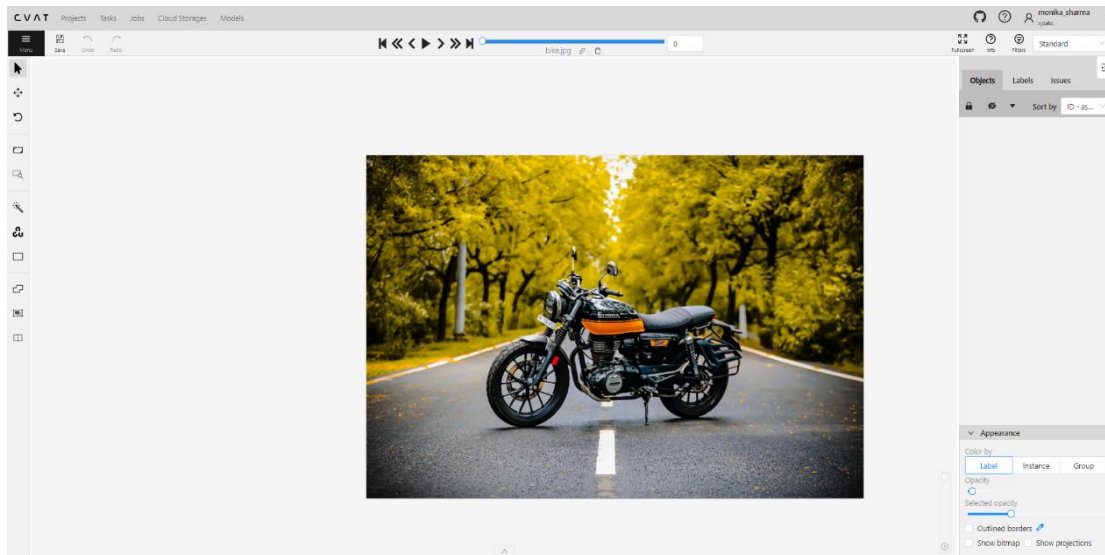 CVAT Projects Tasks Jobs Cloud Storages Models
monika_sharma
Menu Save Undo Redo
bike.jpg
0
Fullscreen Info Filters Standard
Objects Labels Issues
Sort by ID - as...
Appearance
Color by
Label Instance Group
Opacity
Selected opacity
Outlined borders
Show bitmap Show projections